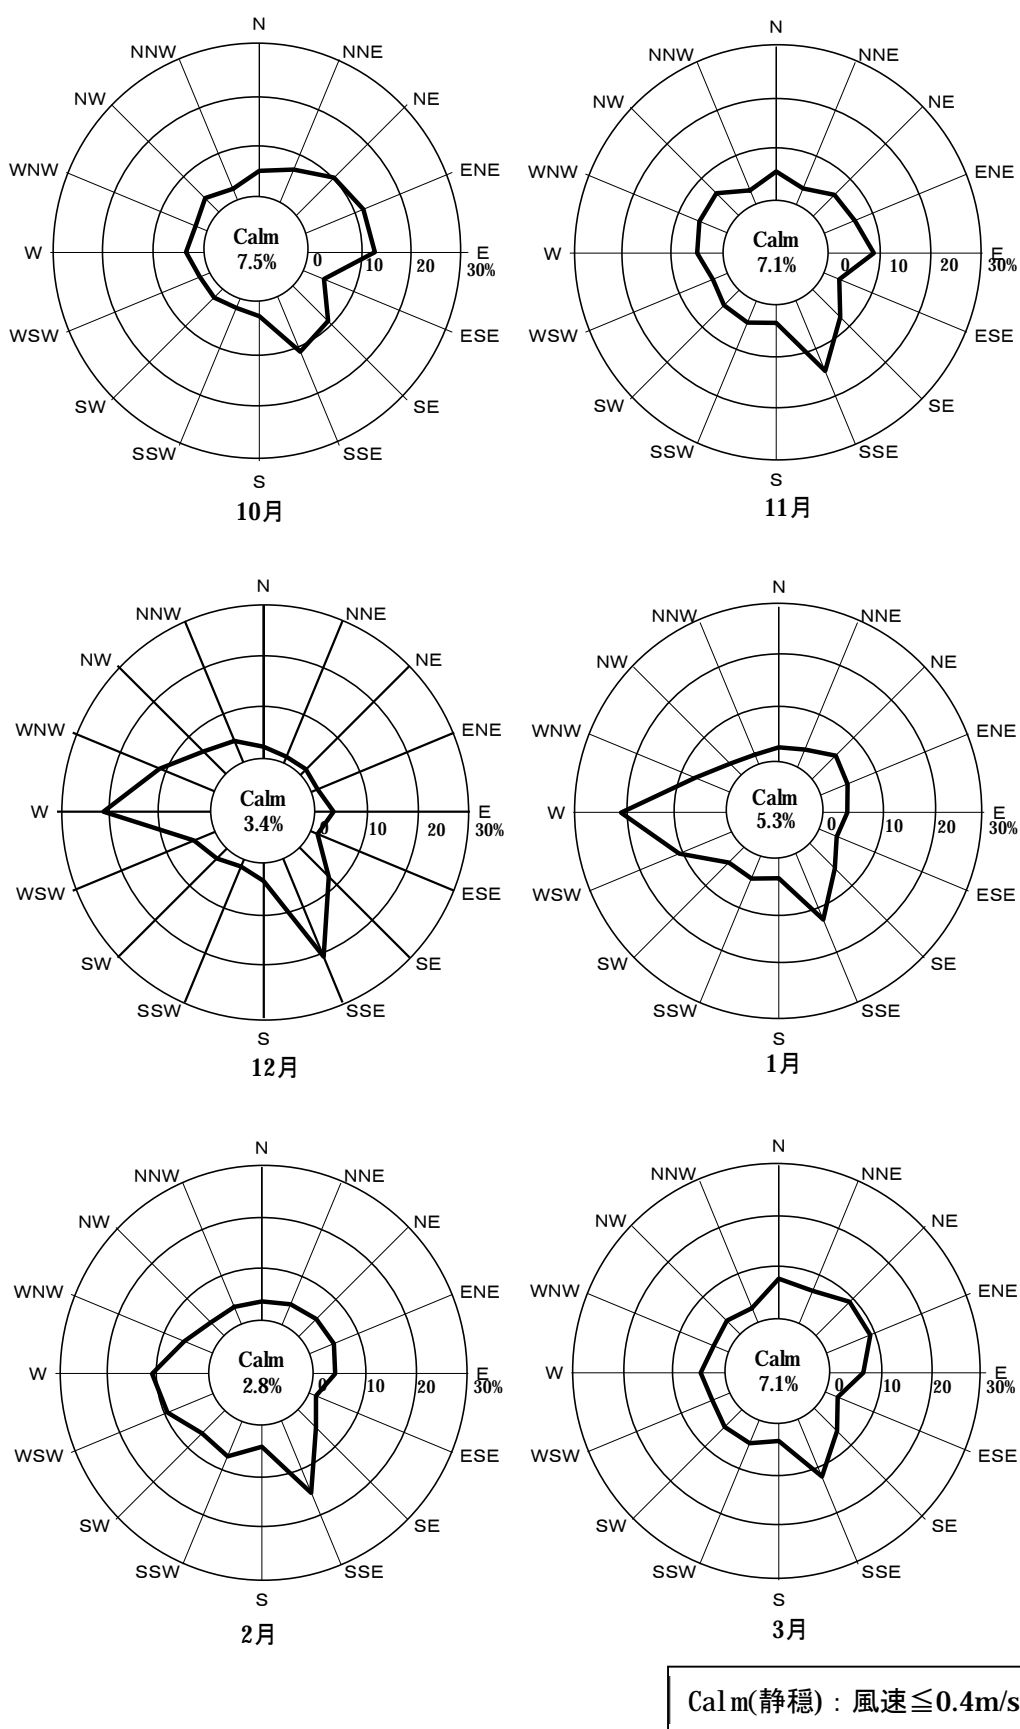 N
NNW NNE
NW NE
WNW ENE
Calm
W E
7.5% 0 10 20 30%
WSW ESE
SW SE
SSW SSE
S
10月
N
NNW NNE
NW NE
WNW ENE
Calm
W E
7.1% 0 10 20 30%
WSW ESE
SW SE
SSW SSE
S
11月
N
NNW NNE
NW NE
WNW ENE
Calm
W E
3.4% 0 10 20 30%
WSW ESE
SW SE
SSW SSE
S
12月
N
NNW NNE
NW NE
WNW ENE
Calm
W E
5.3% 0 10 20 30%
WSW ESE
SW SE
SSW SSE
S
1月
N
NNW NNE
NW NE
WNW ENE
Calm
W E
2.8% 0 10 20 30%
WSW ESE
SW SE
SSW SSE
S
2月
N
NNW NNE
NW NE
WNW ENE
Calm
W E
7.1% 0 10 20 30%
WSW ESE
SW SE
SSW SSE
S
3月
Calm(静穏)：風速≦0.4m/s